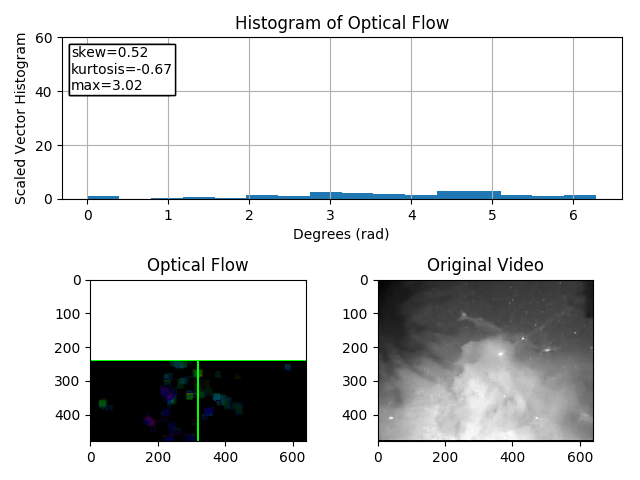 Histogram of Optical Flow
60
40
20
0
Scaled Vector Histogram
skew=0.52
kurtosis=-0.67
max=3.02
0 1 2 3 4 5 6
Degrees (rad)
Optical Flow
0
100
200
300
400
0 200 400 600
Original Video
0
100
200
300
400
0 200 400 600